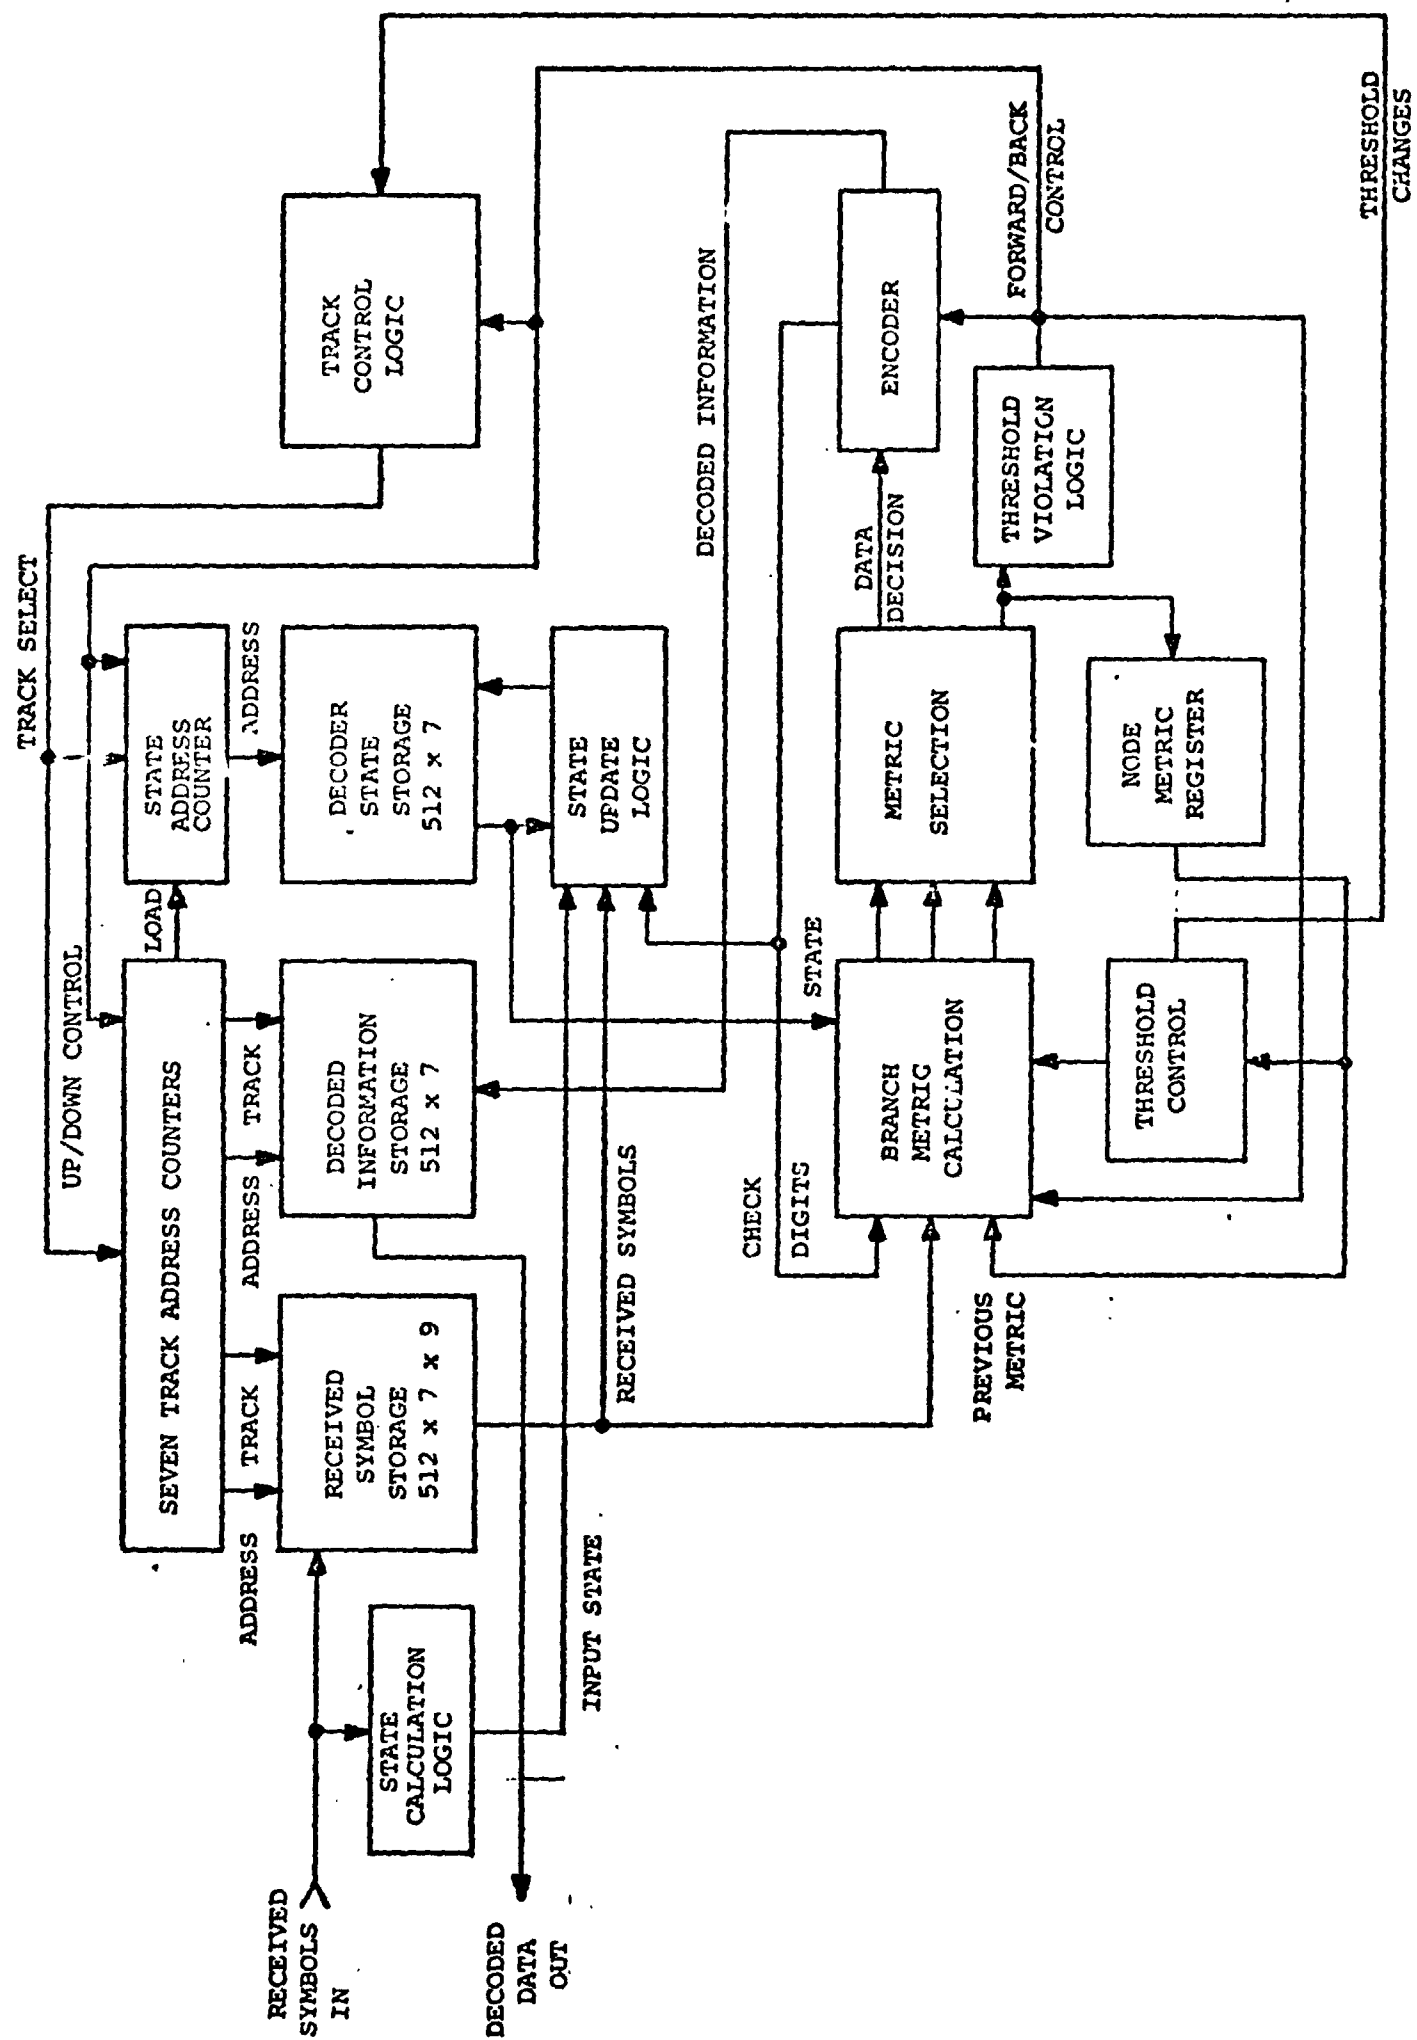 TRACK SELECT
UP/DOWN CONTROL
SEVEN TRACK ADDRESS COUNTERS
LOAD
STATE
ADDRESS
COUNTER
TRACK
CONTROL
LOGIC
ADDRESS
TRACK
ADDRESS
TRACK
ADDRESS
RECEIVED
SYMBOLS
IN
RECEIVED
SYMBOL
STORAGE
512 x 7 x 9
DECODED
INFORMATION
STORAGE
512 x 7
DECODER
STATE
STORAGE
512 x 7
STATE
CALCULATION
LOGIC
DECODED
DATA
OUT
INPUT STATE
RECEIVED SYMBOLS
STATE
UPDATE
LOGIC
DECODED INFORMATION
CHECK
DIGITS
STATE
BRANCH
METRIC
CALCULATION
METRIC
SELECTION
DATA
DECISION
ENCODER
PREVIOUS
METRIC
THRESHOLD
VIOLATION
LOGIC
FORWARD/BACK
CONTROL
THRESHOLD
CONTROL
NODE
METRIC
REGISTER
THRESHOLD
CHANGES